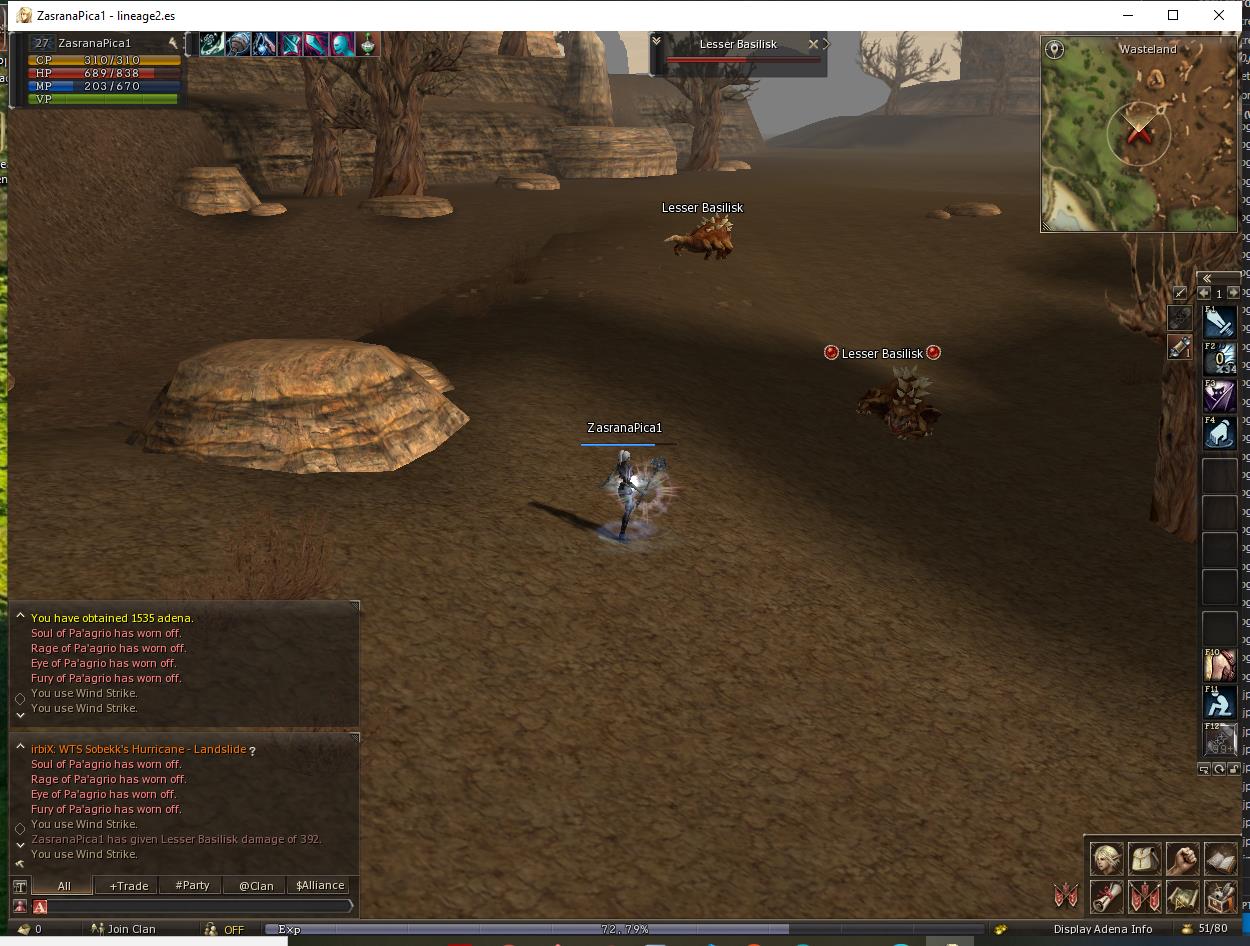 ZasranaPica1 - lineage2.es
27 ZasranaPica1
CP 310/310
HP 689/838
MP 203/670
VP
Lesser Basilisk
Wasteland
Lesser Basilisk
Lesser Basilisk
ZasranaPica1
1
F1
F2
F3
F4
F10
F11
F12
99+
You have obtained 1535 adena.
Soul of Pa'agrio has worn off.
Rage of Pa'agrio has worn off.
Eye of Pa'agrio has worn off.
Fury of Pa'agrio has worn off.
You use Wind Strike.
You use Wind Strike.
irbiX: WTS Sobekk's Hurricane - Landslide ?
Soul of Pa'agrio has worn off.
Rage of Pa'agrio has worn off.
Eye of Pa'agrio has worn off.
Fury of Pa'agrio has worn off.
You use Wind Strike.
ZasranaPica1 has given Lesser Basilisk damage of 392.
You use Wind Strike.
All +Trade #Party @Clan $Alliance
A
0 Join Clan OFF Exp 72.79% Display Adena Info 51/80